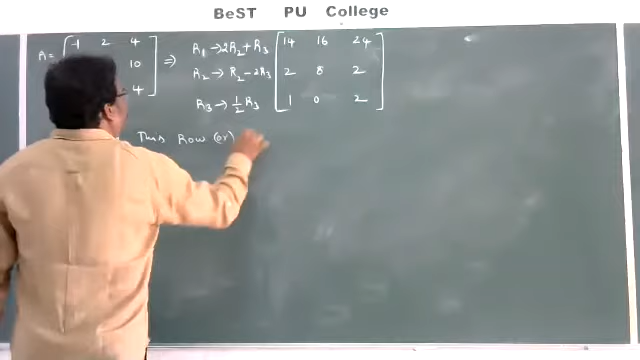 BeST PU College
A = -1 2 4 ⇒ R₁ → 2R₂ + R₃ 14 16 24
10 R₂ → R₂ - 2R₃ 2 8 2
4 R₃ → 1/2 R₃ 1 0 2
This Row (or)